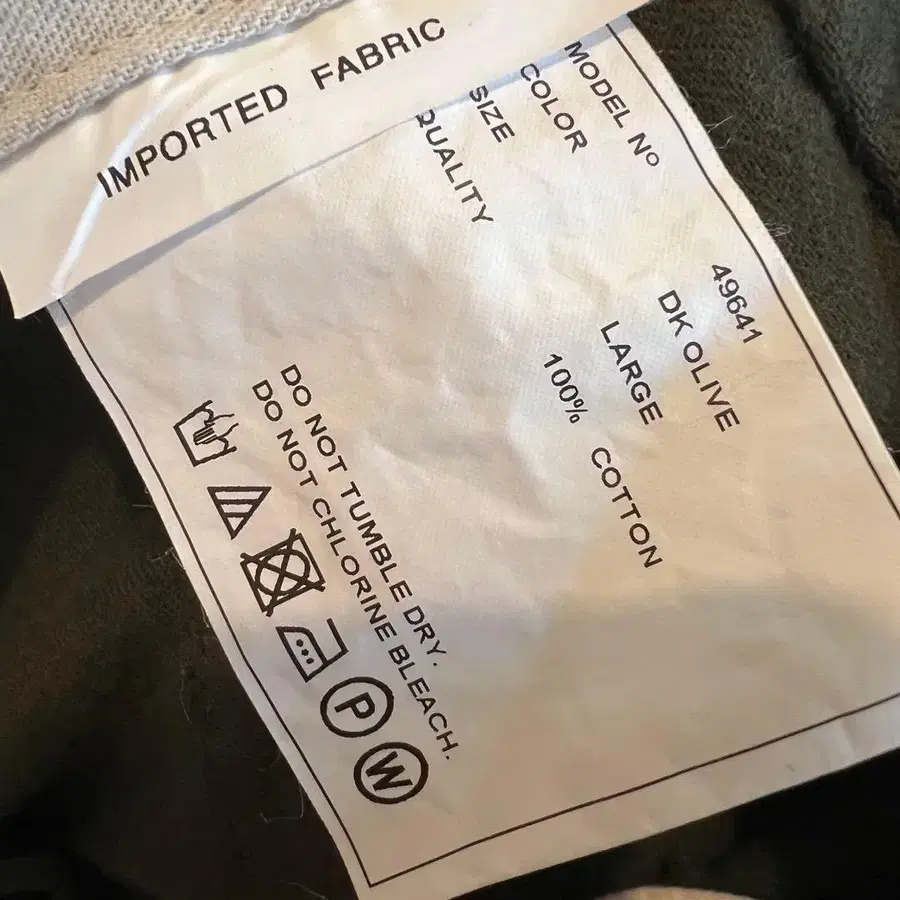 IMPORTED FABRIC
MODEL Nº 49641
COLOR DK OLIVE
SIZE LARGE
QUALITY 100% COTTON
DO NOT TUMBLE DRY.
DO NOT CHLORINE BLEACH.
P W